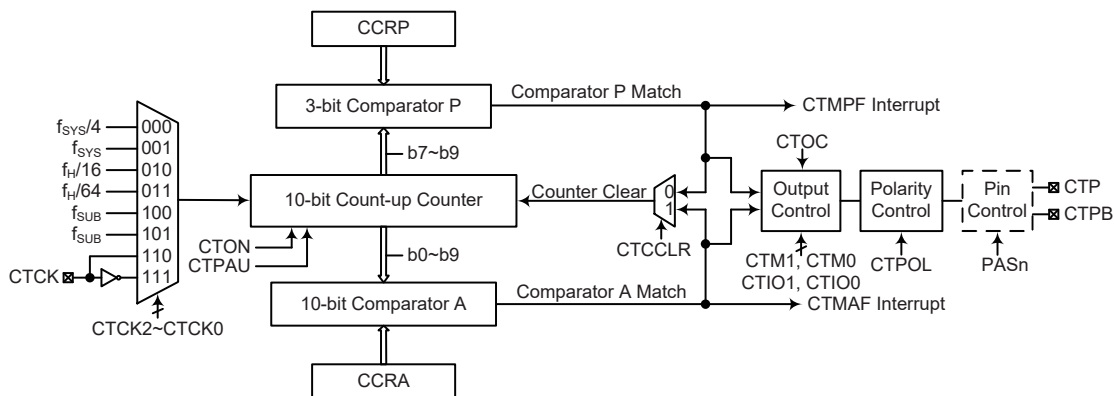 CCRP
3-bit Comparator P
Comparator P Match
CTMPF Interrupt
fSYS/4
fSYS
fH/16
fH/64
fSUB
fSUB
CTCK
000
001
010
011
100
101
110
111
CTCK2~CTCK0
b7~b9
10-bit Count-up Counter
CTON
CTPAU
b0~b9
Counter Clear
0
1
CTCCLR
CTOC
Output
Control
CTM1, CTM0
CTIO1, CTIO0
Polarity
Control
CTPOL
Pin
Control
PASn
CTP
CTPB
10-bit Comparator A
Comparator A Match
CTMAF Interrupt
CCRA